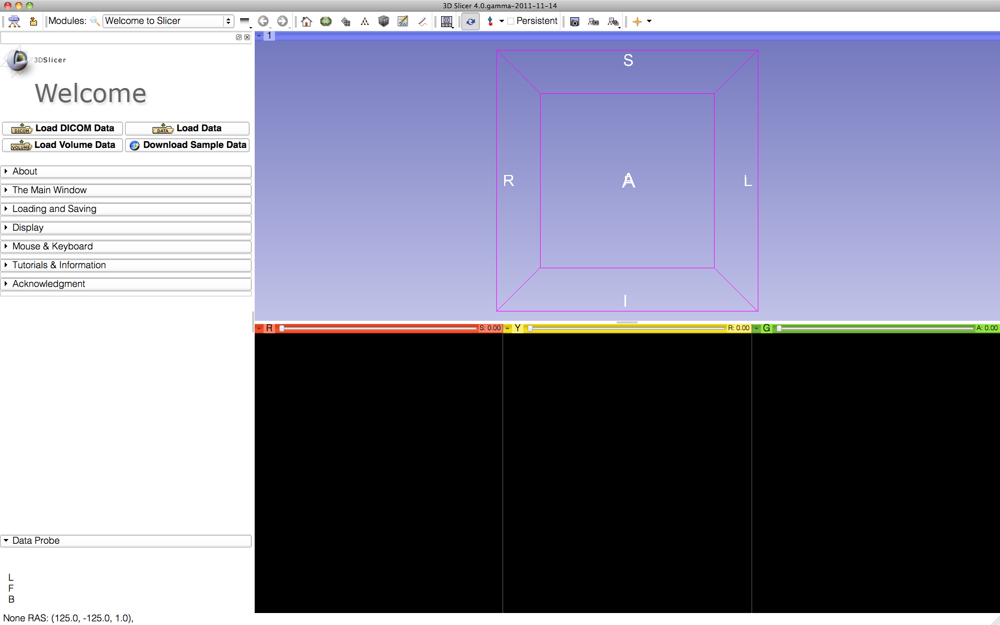 3D Slicer 4.0.gamma-2011-11-14
MRML Modules: Welcome to Slicer Persistent
1
3DSlicer
Welcome
DICOM Load DICOM Data DATA Load Data
VOLUME Load Volume Data Download Sample Data
About
The Main Window
Loading and Saving
Display
Mouse & Keyboard
Tutorials & Information
Acknowledgment
S
R A L
I
R S: 0.00 Y R: 0.00 G A: 0.00
Data Probe
L
F
B
None RAS: (125.0, -125.0, 1.0),